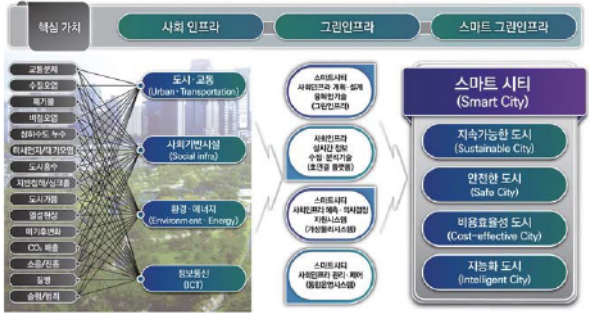 핵심 가치
사회 인프라
그린인프라
스마트 그린인프라
교통문제
수질오염
폐기물
비점오염
상하수도 누수
미세먼지/대기오염
도시홍수
지반침하/싱크홀
도시가뭄
열섬현상
미기후변화
CO₂ 배출
소음/진동
질병
슬럼/범죄
도시·교통
(Urban·Transportation)
사회기반시설
(Social infra)
환경·에너지
(Environment·Energy)
정보통신
(ICT)
스마트시티
사회인프라 계획·설계
융복합기술
(그린인프라)
사회인프라
실시간 정보
수집·분석기술
(초연결 플랫폼)
스마트시티
사회인프라 예측·의사결정
지원시스템
(가상물리시스템)
스마트시티
사회인프라 관리·제어
(통합운영시스템)
스마트 시티
(Smart City)
지속가능한 도시
(Sustainable City)
안전한 도시
(Safe City)
비용효율성 도시
(Cost-effective City)
지능화 도시
(Intelligent City)